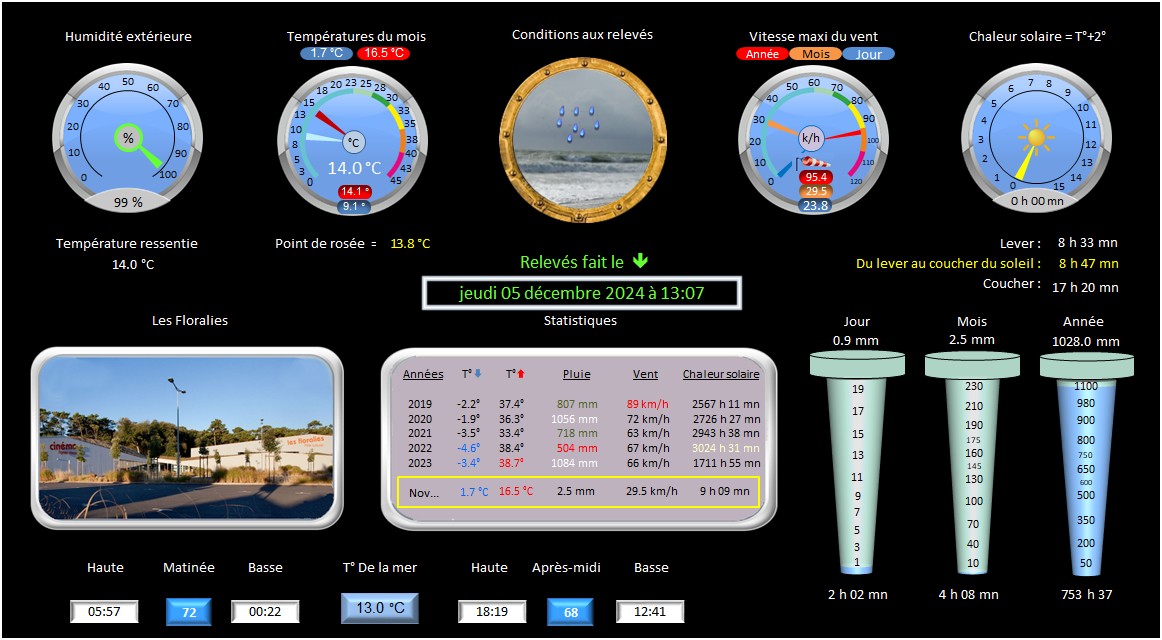 Humidité extérieure
Températures du mois
1.7 °C 16.5 °C
Conditions aux relevés
Vitesse maxi du vent
Année Mois Jour
Chaleur solaire = T°+2°
0 10 20 30 40 50 60 70 80 90 100
%
99 %
0 3 5 8 10 13 15 18 20 23 25 28 30 33 35 38 40 43 45
°C
14.0 °C
14.1 °
9.1 °
0 10 20 30 40 50 60 70 80 90 100 110 120
k/h
95.4
29.5
23.8
0 1 2 3 4 5 6 7 8 9 10 11 12 13 14 15
0 h 00 mn
Température ressentie
14.0 °C
Point de rosée = 13.8 °C
Relevés fait le
jeudi 05 décembre 2024 à 13:07
Lever : 8 h 33 mn
Du lever au coucher du soleil : 8 h 47 mn
Coucher : 17 h 20 mn
Les Floralies
cinéma
les floralies
Statistiques
Années T° T° Pluie Vent Chaleur solaire
2019 -2.2° 37.4° 807 mm 89 km/h 2567 h 11 mn
2020 -1.9° 36.3° 1056 mm 72 km/h 2726 h 27 mn
2021 -3.5° 33.4° 718 mm 63 km/h 2943 h 38 mn
2022 -4.6° 38.4° 504 mm 67 km/h 3024 h 31 mn
2023 -3.4° 38.7° 1084 mm 66 km/h 1711 h 55 mn
Nov... 1.7 °C 16.5 °C 2.5 mm 29.5 km/h 9 h 09 mn
Jour
0.9 mm
19
17
15
13
11
9
7
5
3
1
2 h 02 mn
Mois
2.5 mm
230
210
190
175
160
145
130
100
70
40
10
4 h 08 mn
Année
1028.0 mm
1100
980
900
800
750
650
600
500
350
200
50
753 h 37
Haute Matinée Basse
05:57 72 00:22
T° De la mer
13.0 °C
Haute Après-midi Basse
18:19 68 12:41